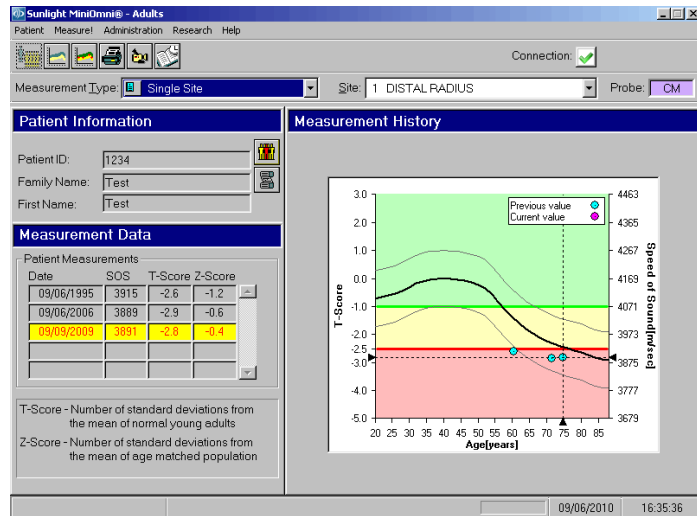 Sunlight MiniOmni® - Adults
Patient Measure! Administration Research Help
Connection:
Measurement Type: Single Site Site: 1 DISTAL RADIUS Probe: CM
Patient Information
Patient ID: 1234
Family Name: Test
First Name: Test
Measurement Data
Patient Measurements
Date SOS T-Score Z-Score
09/06/1995 3915 -2.6 -1.2
09/06/2006 3889 -2.9 -0.6
09/09/2009 3891 -2.8 -0.4
T-Score - Number of standard deviations from
the mean of normal young adults
Z-Score - Number of standard deviations from
the mean of age matched population
Measurement History
Previous value
Current value
T-Score
3.0
2.0
1.0
0.0
-1.0
-2.0
-2.5
-3.0
-4.0
-5.0
4463
4365
4267
4169
4071
3973
3875
3777
3679
Speed of Sound[m/sec]
20 25 30 35 40 45 50 55 60 65 70 75 80 85
Age[years]
09/06/2010 16:35:36